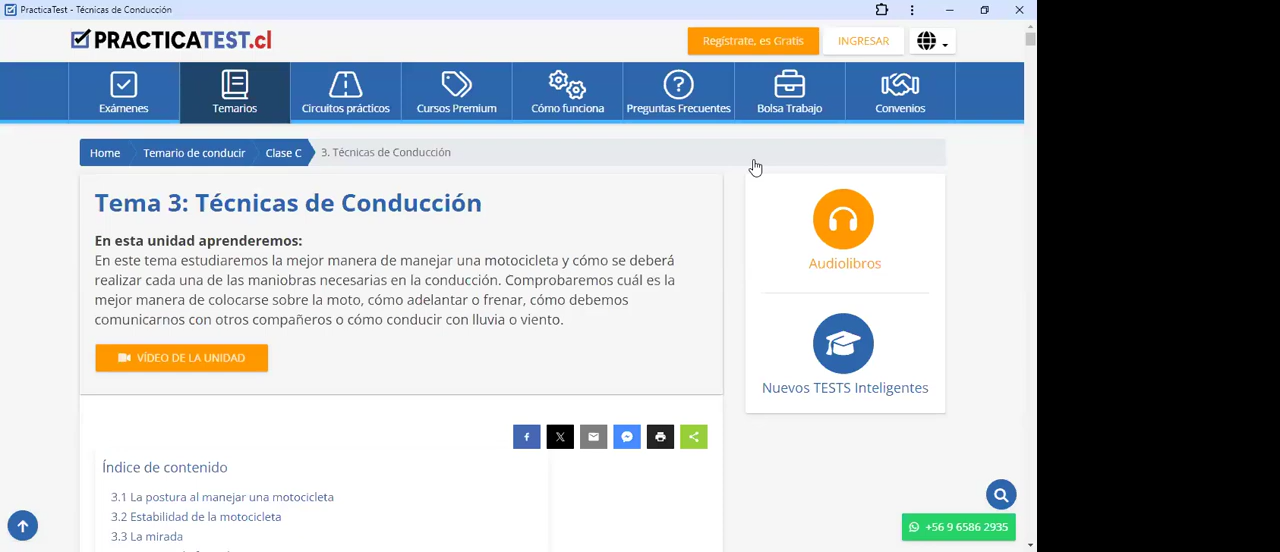 PracticaTest - Técnicas de Conducción
PRACTICATEST.cl
Regístrate, es Gratis
INGRESAR
Exámenes
Temarios
Circuitos prácticos
Cursos Premium
Cómo funciona
Preguntas Frecuentes
Bolsa Trabajo
Convenios
Home
Temario de conducir
Clase C
3. Técnicas de Conducción
Tema 3: Técnicas de Conducción
En esta unidad aprenderemos:
En este tema estudiaremos la mejor manera de manejar una motocicleta y cómo se deberá
realizar cada una de las maniobras necesarias en la conducción. Comprobaremos cuál es la
mejor manera de colocarse sobre la moto, cómo adelantar o frenar, cómo debemos
comunicarnos con otros compañeros o cómo conducir con lluvia o viento.
VÍDEO DE LA UNIDAD
Audiolibros
Nuevos TESTS Inteligentes
Índice de contenido
3.1 La postura al manejar una motocicleta
3.2 Estabilidad de la motocicleta
3.3 La mirada
+56 9 6586 2935